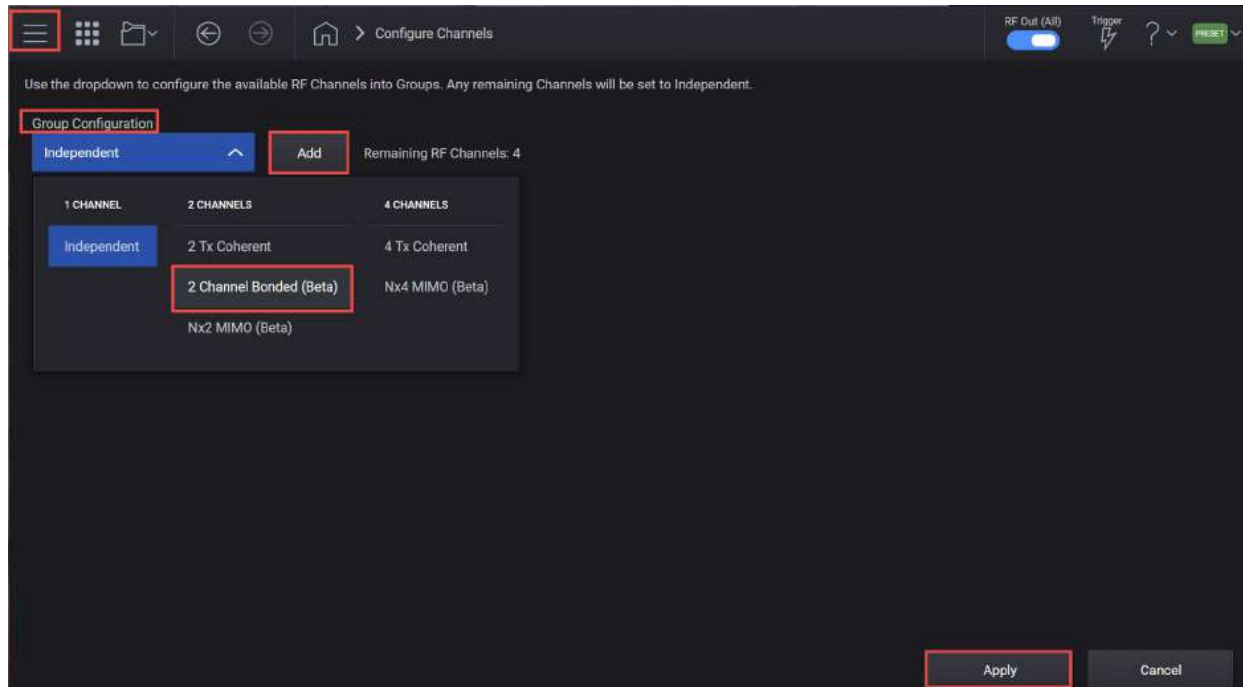 RF Out (All)
Trigger
Configure Channels
PRESET
Use the dropdown to configure the available RF Channels into Groups. Any remaining Channels will be set to Independent.
Group Configuration
Independent
Add
Remaining RF Channels: 4
1 CHANNEL
2 CHANNELS
4 CHANNELS
Independent
2 Tx Coherent
4 Tx Coherent
2 Channel Bonded (Beta)
Nx4 MIMO (Beta)
Nx2 MIMO (Beta)
Apply
Cancel